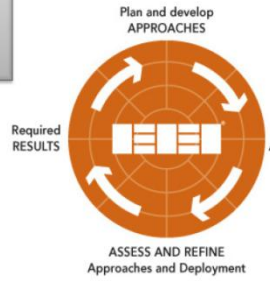 Plan and develop
APPROACHES
Required
RESULTS
ASSESS AND REFINE
Approaches and Deployment